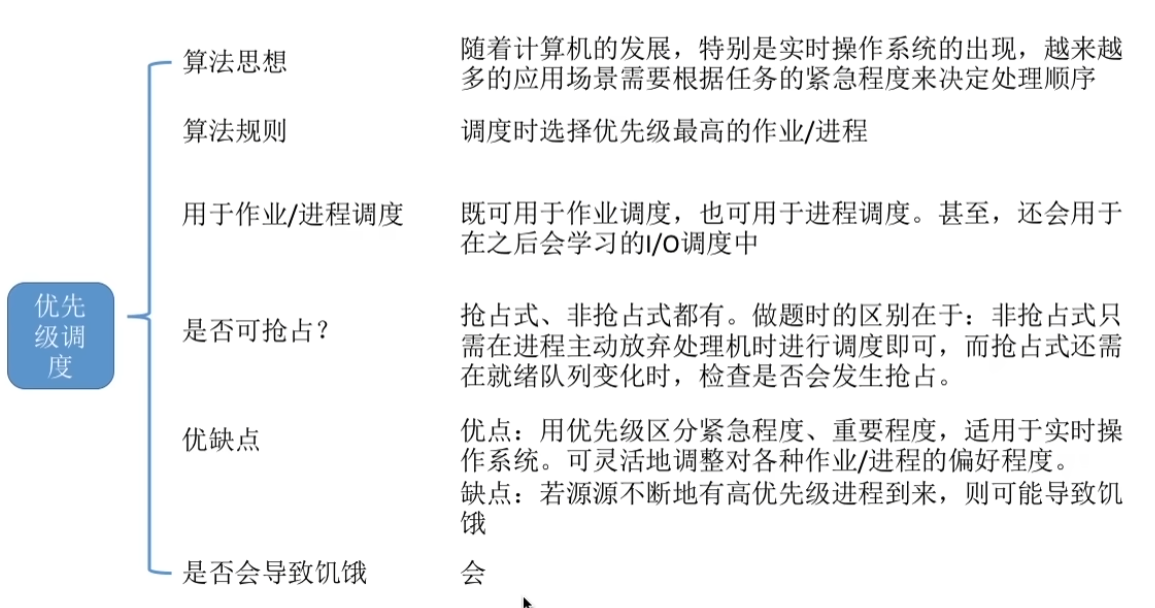 优先
级调
度
算法思想
随着计算机的发展，特别是实时操作系统的出现，越来越
多的应用场景需要根据任务的紧急程度来决定处理顺序
算法规则
调度时选择优先级最高的作业/进程
用于作业/进程调度
既可用于作业调度，也可用于进程调度。甚至，还会用于
在之后会学习的I/O调度中
是否可抢占？
抢占式、非抢占式都有。做题时的区别在于：非抢占式只
需在进程主动放弃处理机时进行调度即可，而抢占式还需
在就绪队列变化时，检查是否会发生抢占。
优缺点
优点：用优先级区分紧急程度、重要程度，适用于实时操
作系统。可灵活地调整对各种作业/进程的偏好程度。
缺点：若源源不断地有高优先级进程到来，则可能导致饥
饿
是否会导致饥饿
会